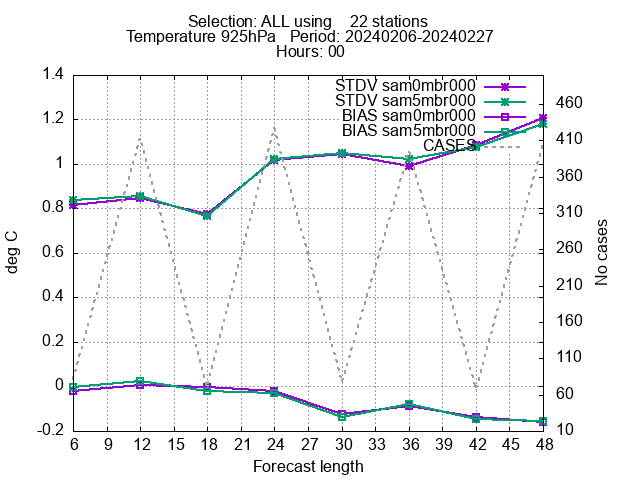 Selection: ALL using 22 stations
Temperature 925hPa Period: 20240206-20240227
Hours: 00
STDV sam0mbr000
STDV sam5mbr000
BIAS sam0mbr000
BIAS sam5mbr000
CASES
1.4
1.2
1
0.8
0.6
0.4
0.2
0
-0.2
deg C
460
410
360
310
260
210
160
110
60
10
No cases
6 9 12 15 18 21 24 27 30 33 36 39 42 45 48
Forecast length